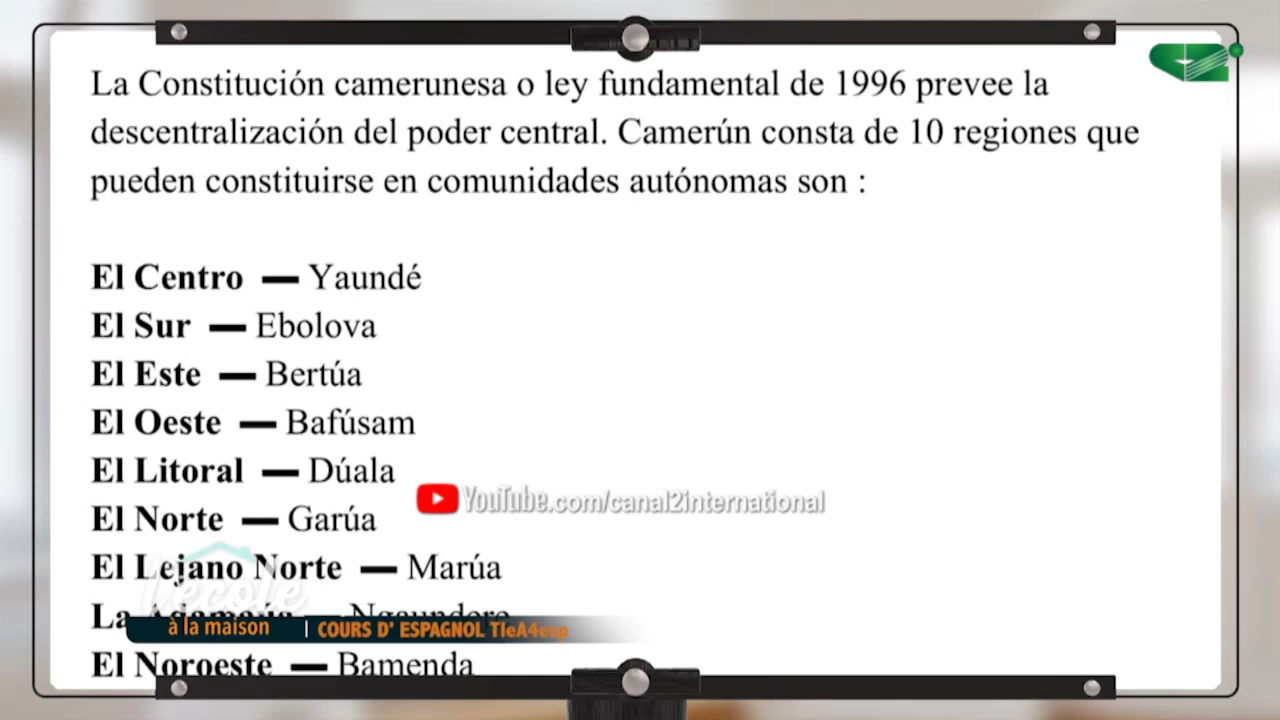 La Constitución camerunesa o ley fundamental de 1996 prevee la
descentralización del poder central. Camerún consta de 10 regiones que
pueden constituirse en comunidades autónomas son :
El Centro — Yaundé
El Sur — Ebolova
El Este — Bertúa
El Oeste — Bafúsam
El Litoral — Dúala
YouTube.com/canal2international
El Norte — Garúa
El Lejano Norte — Marúa
L'école
La — Ngaundere
à la maison | COURS D' ESPAGNOL TleA4esp
El Noroeste — Bamenda